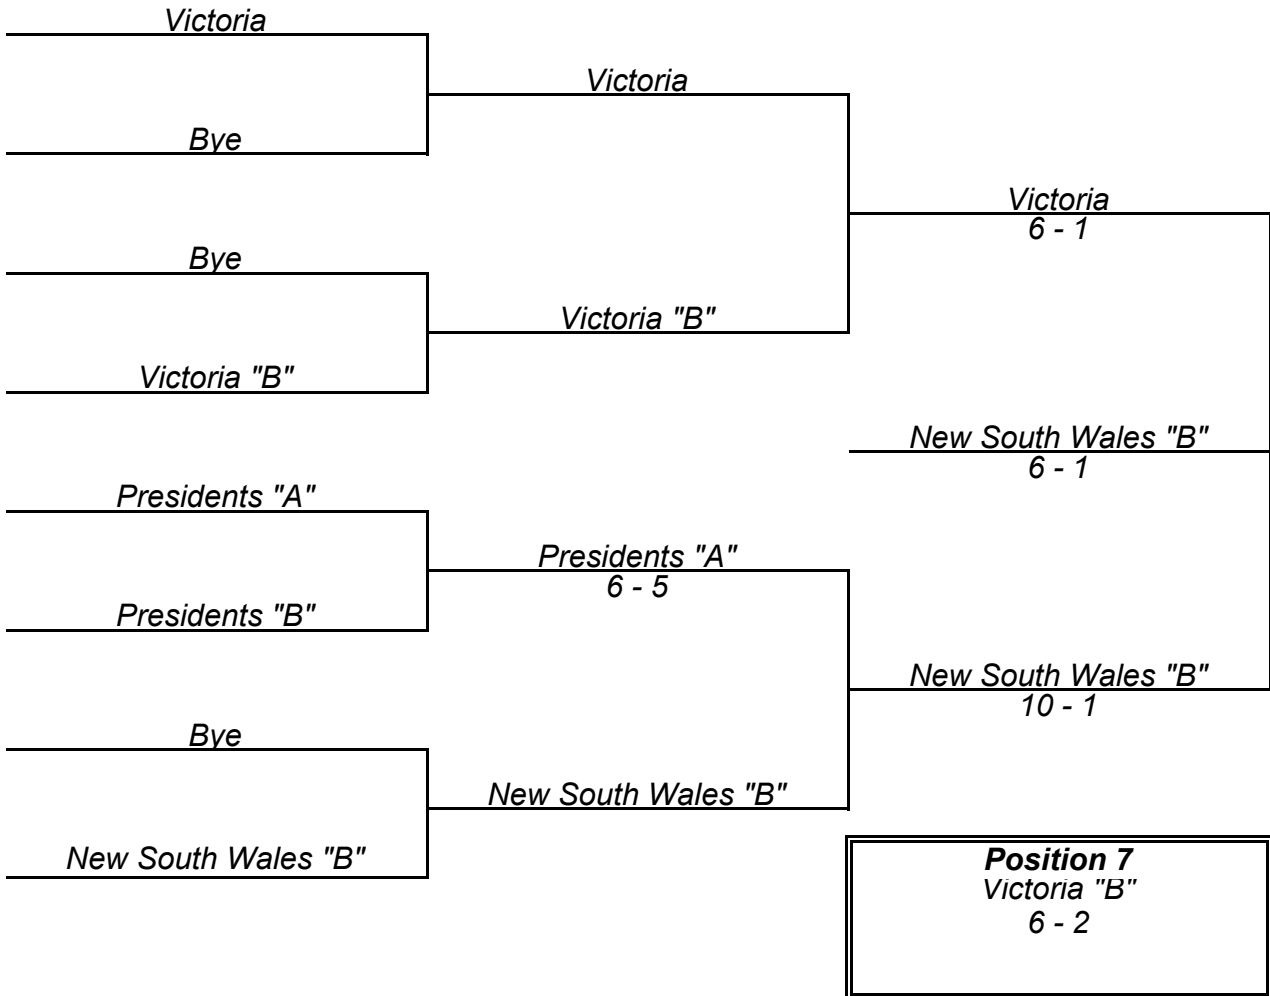 Victoria
Bye
Bye
Victoria "B"
Presidents "A"
Presidents "B"
Bye
New South Wales "B"
Victoria
Victoria "B"
Presidents "A"
6 - 5
New South Wales "B"
Victoria
6 - 1
New South Wales "B"
6 - 1
New South Wales "B"
10 - 1
Position 7
Victoria "B"
6 - 2